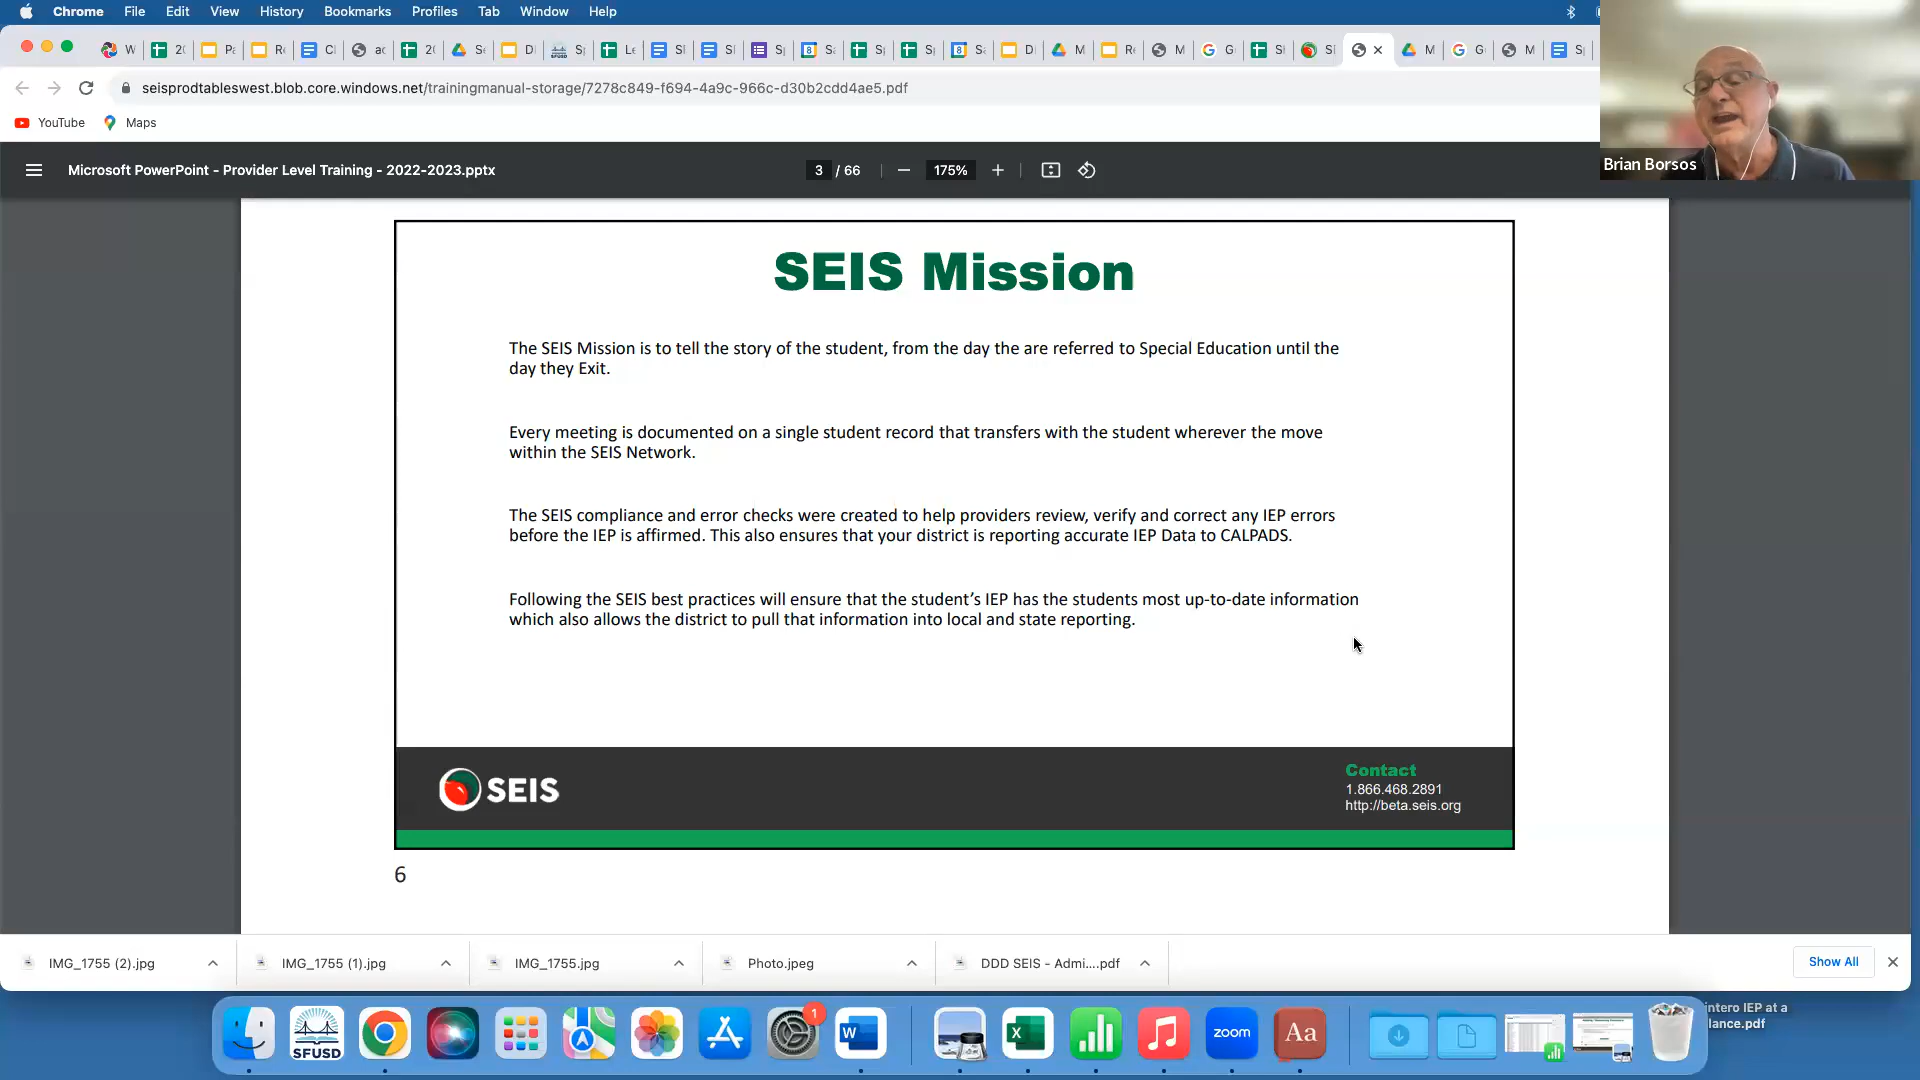 Chrome File Edit View History Bookmarks Profiles Tab Window Help
seisprodtableswest.blob.core.windows.net/trainingmanual-storage/7278c849-f694-4a9c-966c-d30b2cdd4ae5.pdf
YouTube Maps
Brian Borsos
Microsoft PowerPoint - Provider Level Training - 2022-2023.pptx 3 / 66 175%
SEIS Mission
The SEIS Mission is to tell the story of the student, from the day the are referred to Special Education until the
day they Exit.
Every meeting is documented on a single student record that transfers with the student wherever the move
within the SEIS Network.
The SEIS compliance and error checks were created to help providers review, verify and correct any IEP errors
before the IEP is affirmed. This also ensures that your district is reporting accurate IEP Data to CALPADS.
Following the SEIS best practices will ensure that the student’s IEP has the students most up-to-date information
which also allows the district to pull that information into local and state reporting.
SEIS
Contact
1.866.468.2891
http://beta.seis.org
6
IMG_1755 (2).jpg IMG_1755 (1).jpg IMG_1755.jpg Photo.jpeg DDD SEIS - Admi....pdf Show All
intero IEP at a
lance.pdf
SFUSD
1
W
X
zoom
Aa